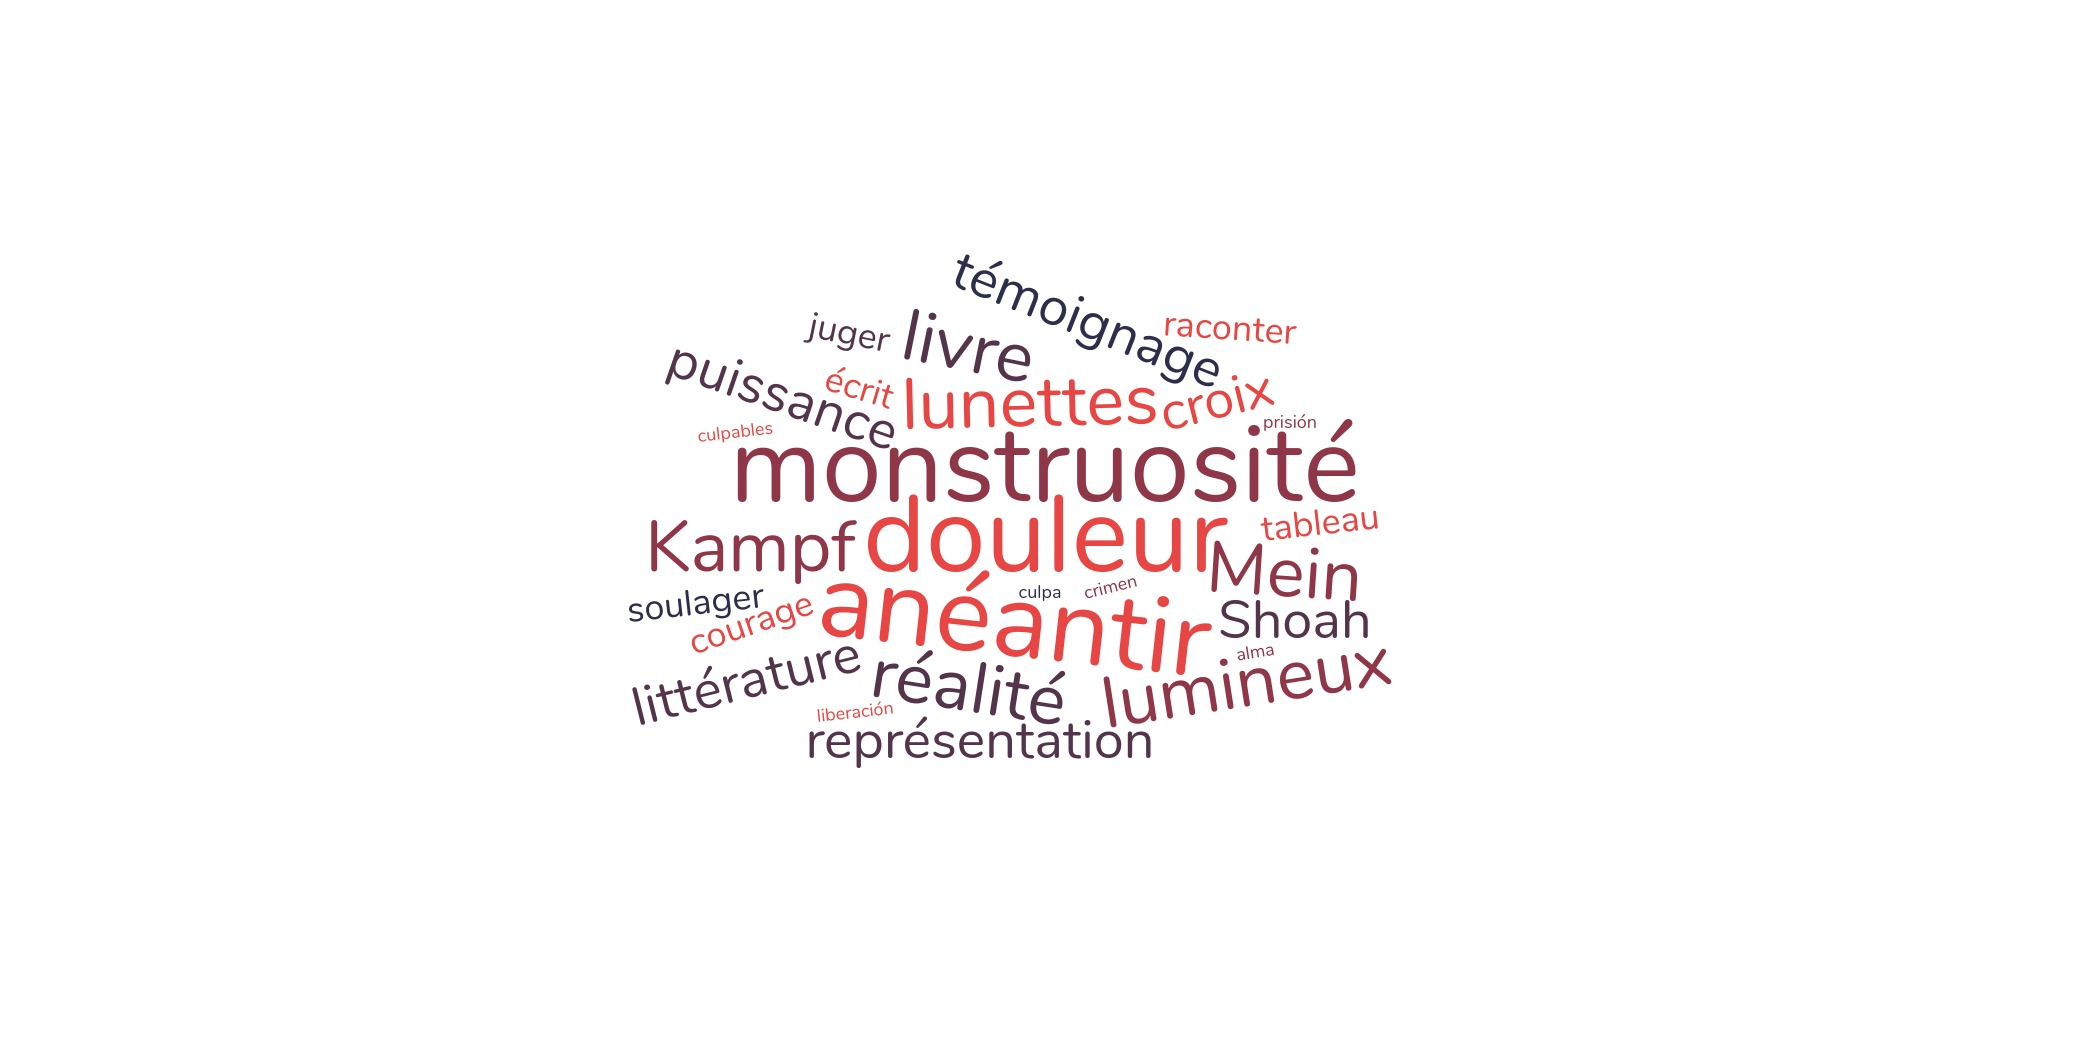 témoignage
raconter
juger
livre
puissance
écrit
lunettes
croix
culpables
prisión
monstruosité
Kampf
douleur
tableau
Mein
soulager
courage
anéantir
culpa
crimen
Shoah
littérature
réalité
alma
lumineux
liberación
représentation